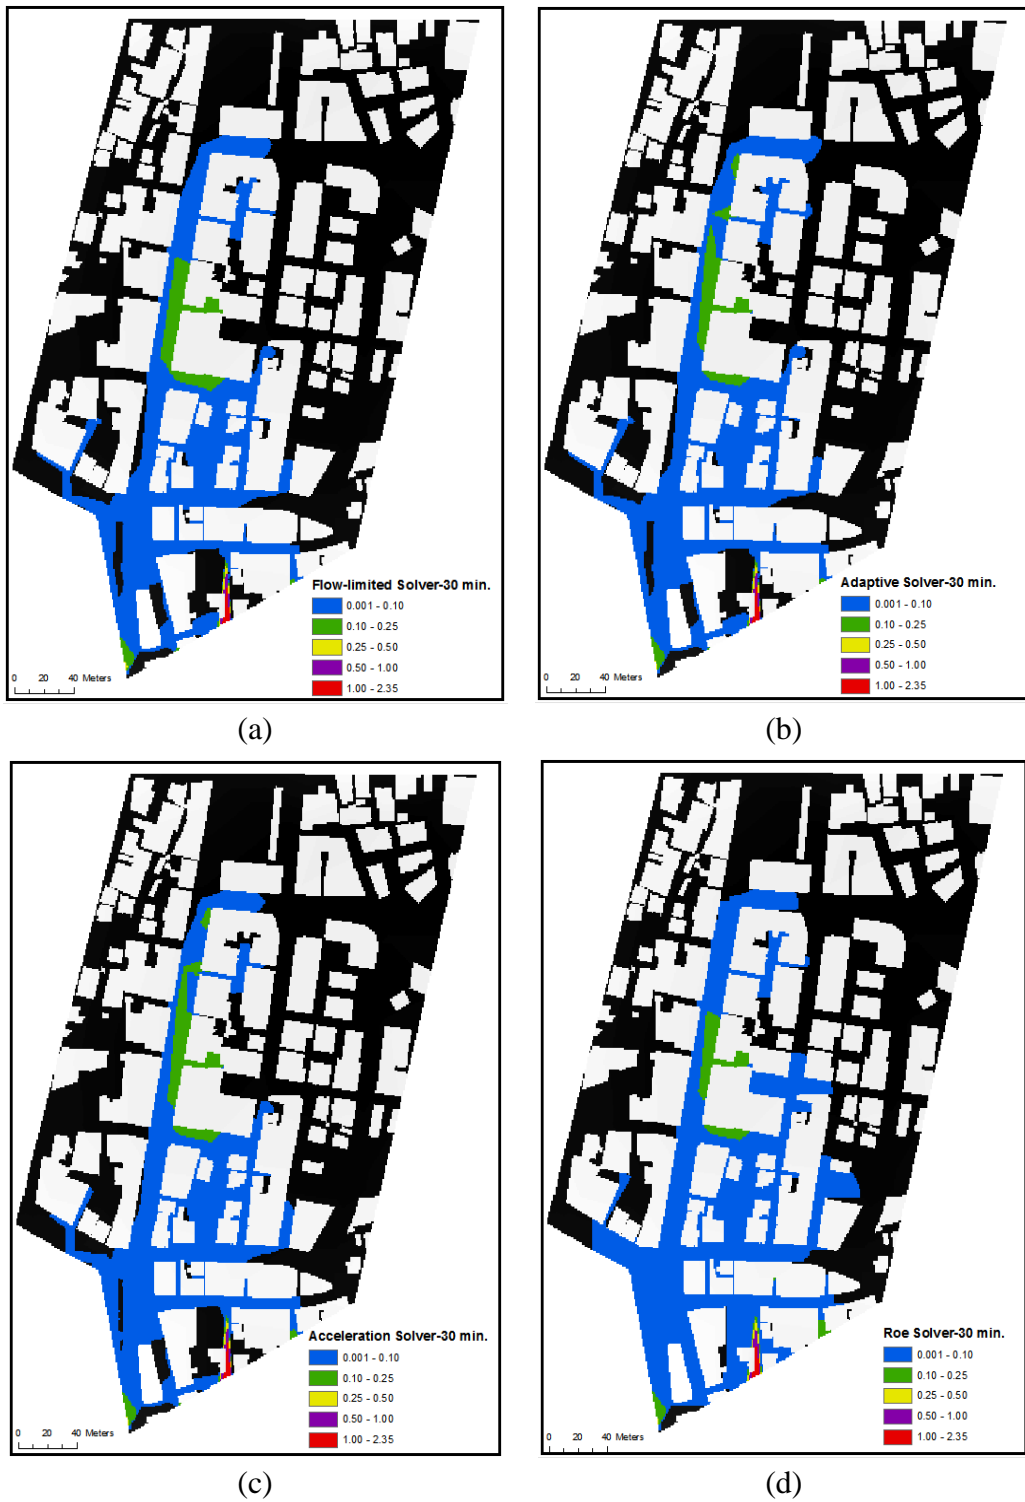 Flow-limited Solver-30 min.
0.001 - 0.10
0.10 - 0.25
0.25 - 0.50
0.50 - 1.00
1.00 - 2.35
0 20 40 Meters
(a)
Adaptive Solver-30 min.
0.001 - 0.10
0.10 - 0.25
0.25 - 0.50
0.50 - 1.00
1.00 - 2.35
0 20 40 Meters
(b)
Acceleration Solver-30 min.
0.001 - 0.10
0.10 - 0.25
0.25 - 0.50
0.50 - 1.00
1.00 - 2.35
0 20 40 Meters
(c)
Roe Solver-30 min.
0.001 - 0.10
0.10 - 0.25
0.25 - 0.50
0.50 - 1.00
1.00 - 2.35
0 20 40 Meters
(d)